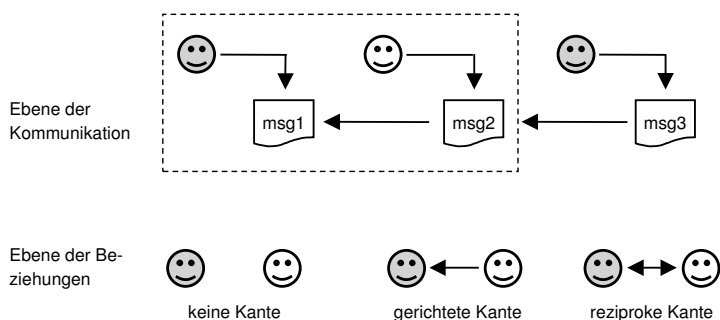 msg1
msg2
msg3
Ebene der
Kommunikation
Ebene der Be-
ziehungen
keine Kante
gerichtete Kante
reziproke Kante